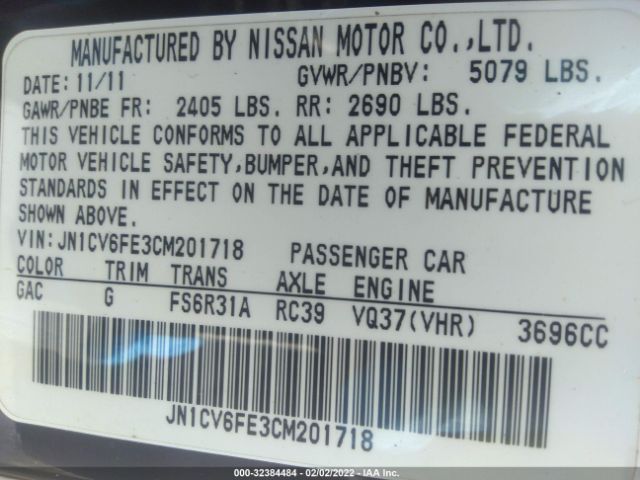 MANUFACTURED BY NISSAN MOTOR CO.,LTD.
DATE: 11/11 GVWR/PNBV: 5079 LBS.
GAWR/PNBE FR: 2405 LBS. RR: 2690 LBS.
THIS VEHICLE CONFORMS TO ALL APPLICABLE FEDERAL
MOTOR VEHICLE SAFETY,BUMPER,AND THEFT PREVENTION
STANDARDS IN EFFECT ON THE DATE OF MANUFACTURE
SHOWN ABOVE.
VIN:JN1CV6FE3CM201718 PASSENGER CAR
COLOR TRIM TRANS AXLE ENGINE
GAC G FS6R31A RC39 VQ37(VHR) 3696CC
JN1CV6FE3CM201718
000-32384484 - 02/02/2022 - IAA Inc.